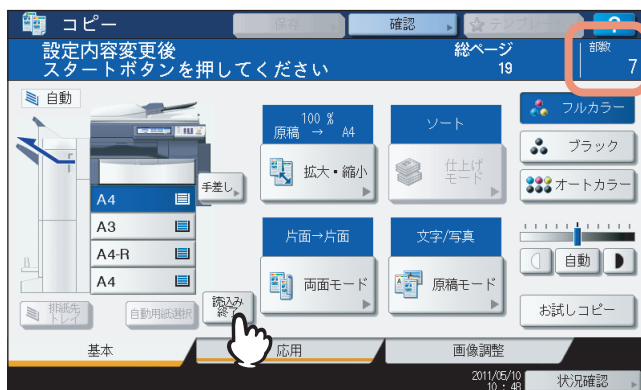 コピー
保存
確認
テンプレート
?
設定内容変更後
スタートボタンを押してください
総ページ
19
部数
7
自動
100 %
原稿 → A4
拡大・縮小
ソート
仕上げ
モード
フルカラー
ブラック
オートカラー
手差し
A4
A3
A4-R
A4
片面→片面
両面モード
文字/写真
原稿モード
自動
お試しコピー
排紙先
トレイ
自動用紙選択
読込み
終了
基本
応用
画像調整
2011/05/10
10 : 48
状況確認